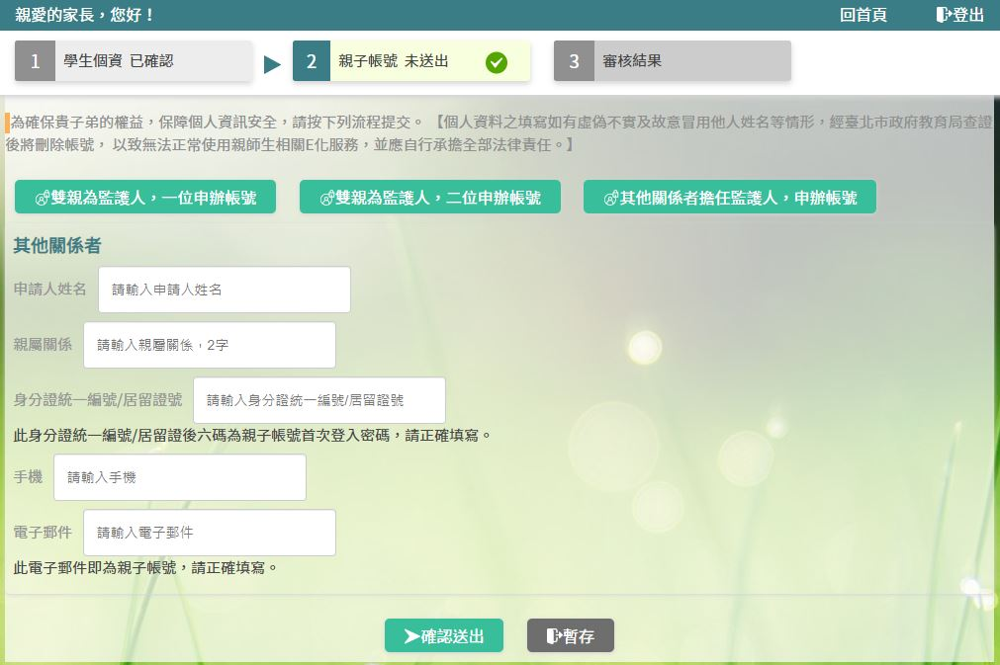 親愛的家長，您好！ 回首頁 登出
1 學生個資 已確認 2 親子帳號 未送出 3 審核結果
為確保貴子弟的權益，保障個人資訊安全，請按下列流程提交。【個人資料之填寫如有虛偽不實及故意冒用他人姓名等情形，經臺北市政府教育局查證
後將刪除帳號， 以致無法正常使用親師生相關E化服務，並應自行承擔全部法律責任。】
雙親為監護人，一位申辦帳號 雙親為監護人，二位申辦帳號 其他關係者擔任監護人，申辦帳號
其他關係者
申請人姓名 請輸入申請人姓名
親屬關係 請輸入親屬關係，2字
身分證統一編號/居留證號 請輸入身分證統一編號/居留證號
此身分證統一編號/居留證後六碼為親子帳號首次登入密碼，請正確填寫。
手機 請輸入手機
電子郵件 請輸入電子郵件
此電子郵件即為親子帳號，請正確填寫。
確認送出 暫存